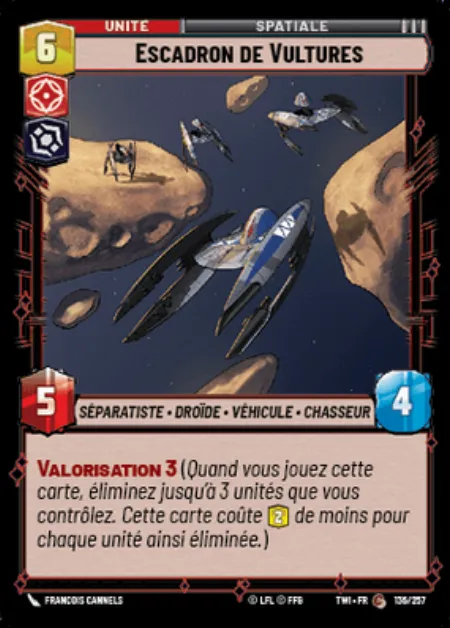 UNITÉ
SPATIALE
6
ESCADRON DE VULTURES
5
SÉPARATISTE • DROÏDE • VÉHICULE • CHASSEUR
4
VALORISATION 3 (Quand vous jouez cette
carte, éliminez jusqu'à 3 unités que vous
contrôlez. Cette carte coûte 2 de moins pour
chaque unité ainsi éliminée.)
FRANCOIS CANNELS
© LFL © FFG
TWI • FR C 136/257